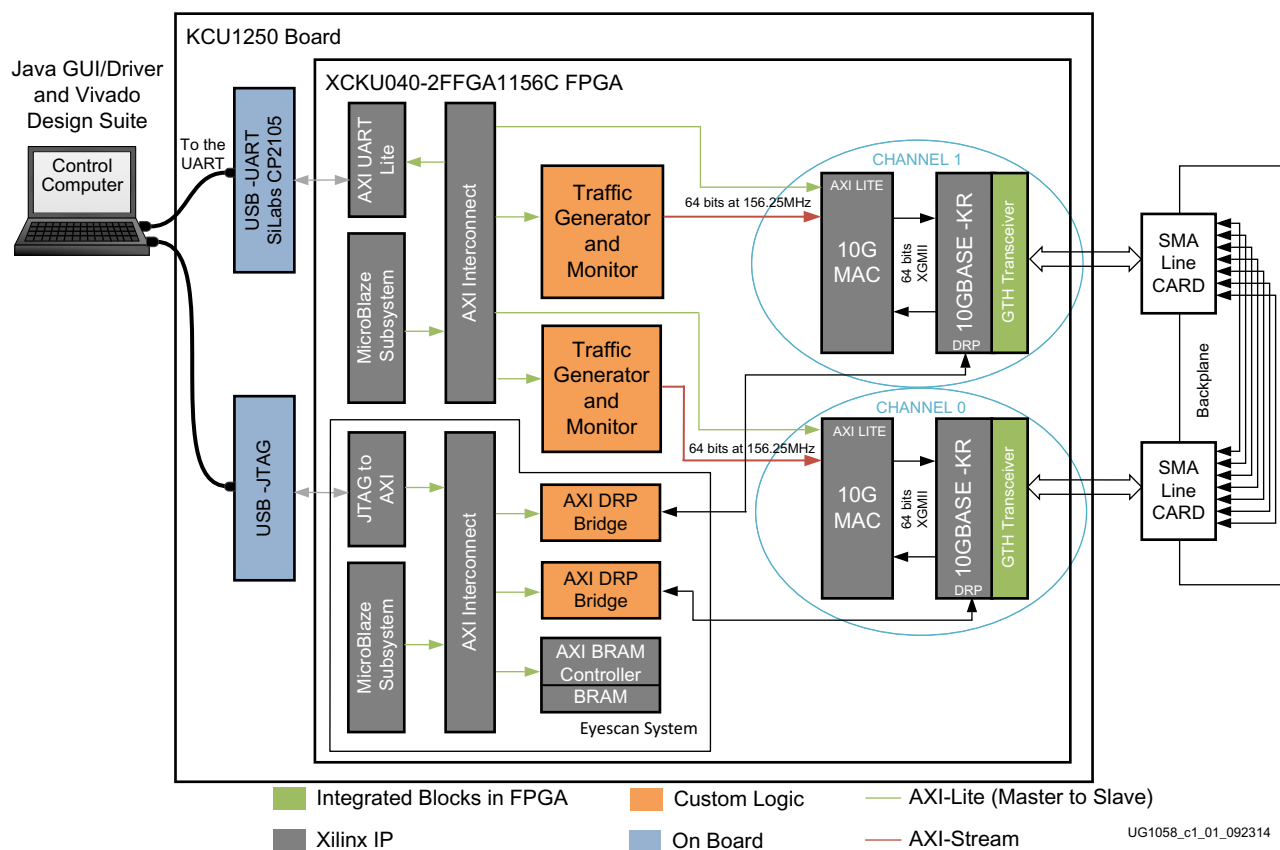 KCU1250 Board
Java GUI/Driver
and Vivado
Design Suite
Control
Computer
To the
UART
USB -UART
SiLabs CP2105
USB -JTAG
XCKU040-2FFGA1156C FPGA
AXI UART
Lite
MicroBlaze
Subsystem
AXI Interconnect
Traffic
Generator
and
Monitor
64 bits at 156.25MHz
Traffic
Generator
and
Monitor
64 bits at 156.25MHz
CHANNEL 1
AXI LITE
10G
MAC
64 bits
XGMII
10GBASE -KR
DRP
GTH Transceiver
CHANNEL 0
AXI LITE
10G
MAC
64 bits
XGMII
10GBASE -KR
DRP
GTH Transceiver
SMA
Line
CARD
Backplane
SMA
Line
CARD
JTAG to
AXI
MicroBlaze
Subsystem
AXI Interconnect
AXI DRP
Bridge
AXI DRP
Bridge
AXI BRAM
Controller
BRAM
Eyescan System
Integrated Blocks in FPGA
Custom Logic
AXI-Lite (Master to Slave)
Xilinx IP
On Board
AXI-Stream
UG1058_c1_01_092314